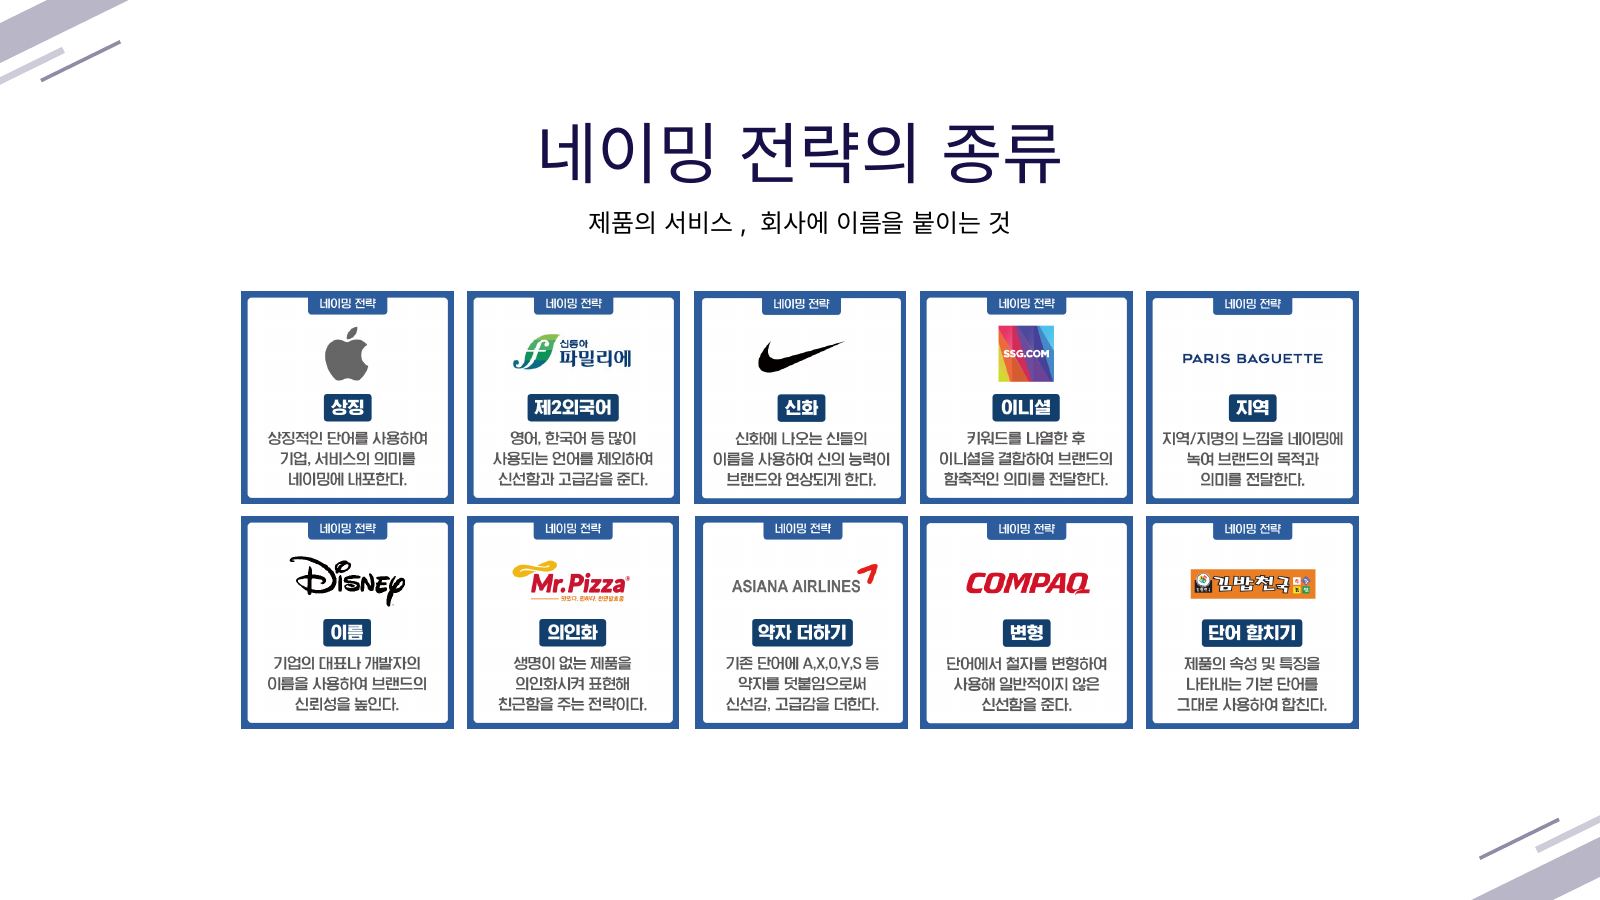 네이밍 전략의 종류
제품의 서비스 , 회사에 이름을 붙이는 것
네이밍 전략
상징
상징적인 단어를 사용하여
기업, 서비스의 의미를
네이밍에 내포한다.
네이밍 전략
신동아
파밀리에
제2외국어
영어, 한국어 등 많이
사용되는 언어를 제외하여
신선함과 고급감을 준다.
네이밍 전략
신화
신화에 나오는 신들의
이름을 사용하여 신의 능력이
브랜드와 연상되게 한다.
네이밍 전략
SSG.COM
이니셜
키워드를 나열한 후
이니셜을 결합하여 브랜드의
함축적인 의미를 전달한다.
네이밍 전략
PARIS BAGUETTE
지역
지역/지명의 느낌을 네이밍에
녹여 브랜드의 목적과
의미를 전달한다.
네이밍 전략
Disney
이름
기업의 대표나 개발자의
이름을 사용하여 브랜드의
신뢰성을 높인다.
네이밍 전략
Mr.Pizza
의인화
생명이 없는 제품을
의인화시켜 표현해
친근함을 주는 전략이다.
네이밍 전략
ASIANA AIRLINES
약자 더하기
기존 단어에 A,X,O,Y,S 등
약자를 덧붙임으로써
신선감, 고급감을 더한다.
네이밍 전략
COMPAQ
변형
단어에서 철자를 변형하여
사용해 일반적이지 않은
신선함을 준다.
네이밍 전략
김밥천국
단어 합치기
제품의 속성 및 특징을
나타내는 기본 단어를
그대로 사용하여 합친다.